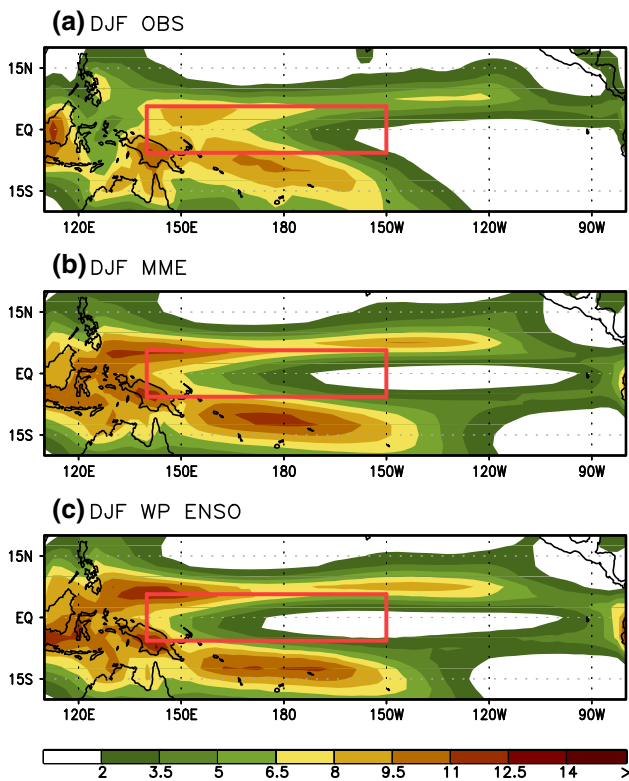 (a) DJF OBS
15N
EQ
15S
120E 150E 180 150W 120W 90W
(b) DJF MME
15N
EQ
15S
120E 150E 180 150W 120W 90W
(c) DJF WP ENSO
15N
EQ
15S
120E 150E 180 150W 120W 90W
2 3.5 5 6.5 8 9.5 11 12.5 14 >